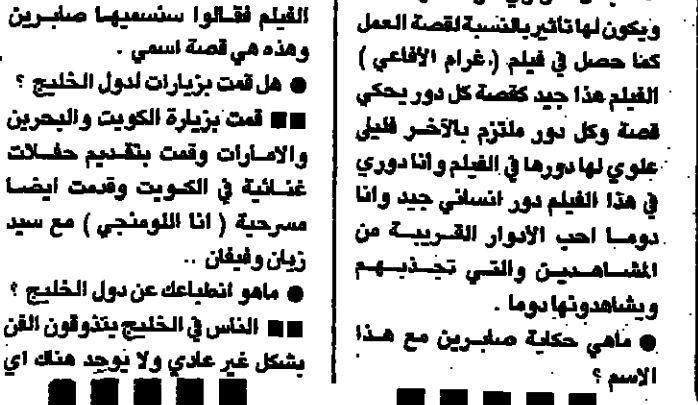 ويكون لها تأثير بالنسبة لقصة العمل
كما حصل في فيلم ( غرام الأفاعي )
الفيلم هذا جيد كقصة كل دور يحكي
قصة وكل دور ملتزم بالآخر فليلى
علوي لها دورها في الفيلم وأنا دوري
في هذا الفيلم دور انساني جيد وانا
دوما احب الأدوار القريبة من
المشاهدين والتي تجذبهم
ويشاهدونها دوما .
● ماهي حكاية صابرين مع هذا
الاسم ؟
الفيلم فقالوا سنسميها صابرين
وهذه هي قصة اسمي .
● هل قمت بزيارات لدول الخليج ؟
■■ قمت بزيارة الكويت والبحرين
والامارات وقمت بتقديم حفلات
غنائية في الكويت وقدمت ايضا
مسرحية ( انا اللومنجي ) مع سيد
زيان وفيفان ..
● ماهو انطباعك عن دول الخليج ؟
■■ الناس في الخليج يتذوقون الفن
بشكل غير عادي ولا يوجد هناك اي